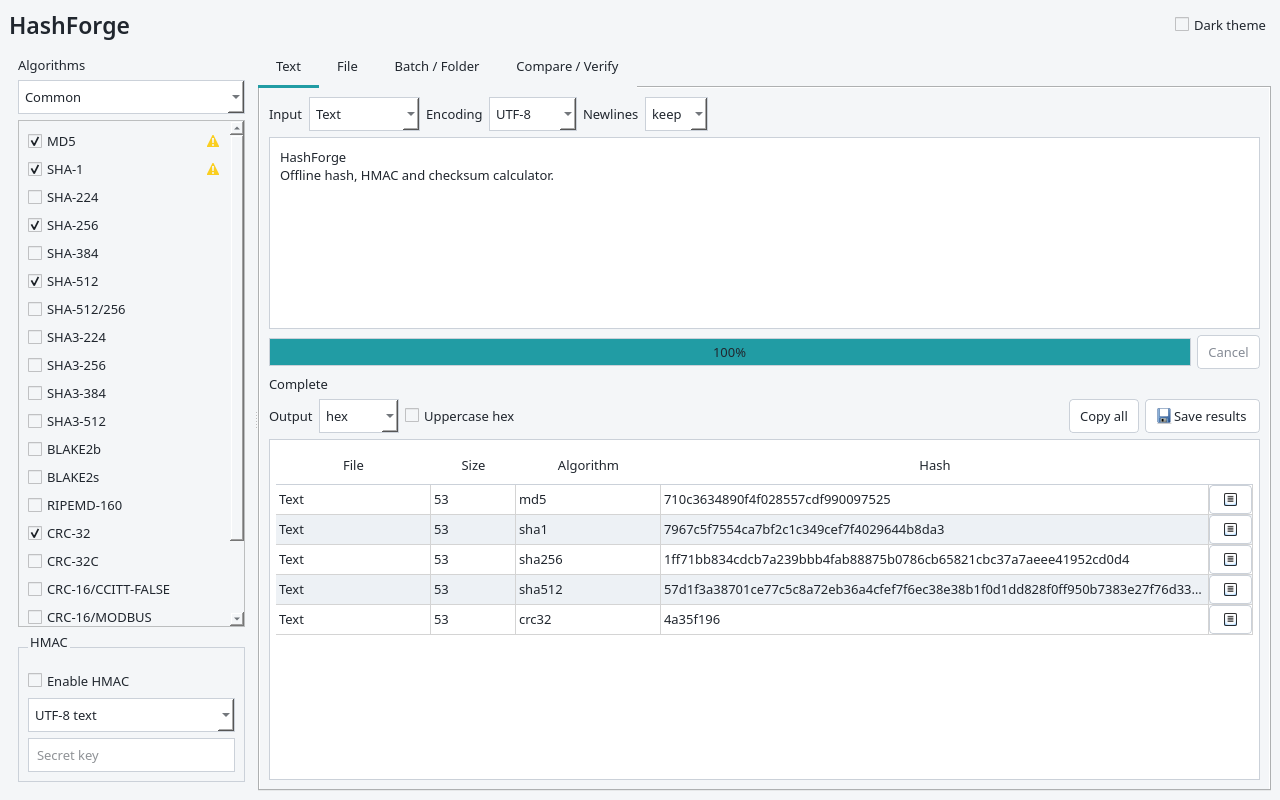 HashForge
Dark theme
Algorithms
Common
MD5
SHA-1
SHA-224
SHA-256
SHA-384
SHA-512
SHA-512/256
SHA3-224
SHA3-256
SHA3-384
SHA3-512
BLAKE2b
BLAKE2s
RIPEMD-160
CRC-32
CRC-32C
CRC-16/CCITT-FALSE
CRC-16/MODBUS
HMAC
Enable HMAC
UTF-8 text
Secret key
Text File Batch / Folder Compare / Verify
Input Text Encoding UTF-8 Newlines keep
HashForge
Offline hash, HMAC and checksum calculator.
100% Cancel
Complete
Output hex Uppercase hex Copy all Save results
File Size Algorithm Hash
Text 53 md5 710c3634890f4f028557cdf990097525
Text 53 sha1 7967c5f7554ca7bf2c1c349cef7f4029644b8da3
Text 53 sha256 1ff71bb834cdcb7a239bbb4fab88875b0786cb65821cbc37a7aeee41952cd0d4
Text 53 sha512 57d1f3a38701ce77c5c8a72eb36a4cfef7f6ec38e38b1f0d1dd828f0ff950b7383e27f76d33...
Text 53 crc32 4a35f196